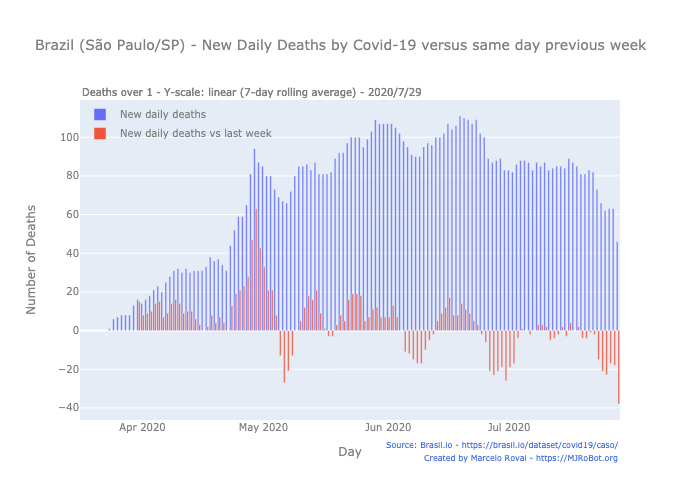 Brazil (São Paulo/SP) - New Daily Deaths by Covid-19 versus same day previous week
Deaths over 1 - Y-scale: linear (7-day rolling average) - 2020/7/29
New daily deaths
New daily deaths vs last week
100
80
60
40
20
0
−20
−40
Number of Deaths
Apr 2020 May 2020 Jun 2020 Jul 2020
Day
Source: Brasil.io - https://brasil.io/dataset/covid19/caso/
Created by Marcelo Rovai - https://MJRoBot.org